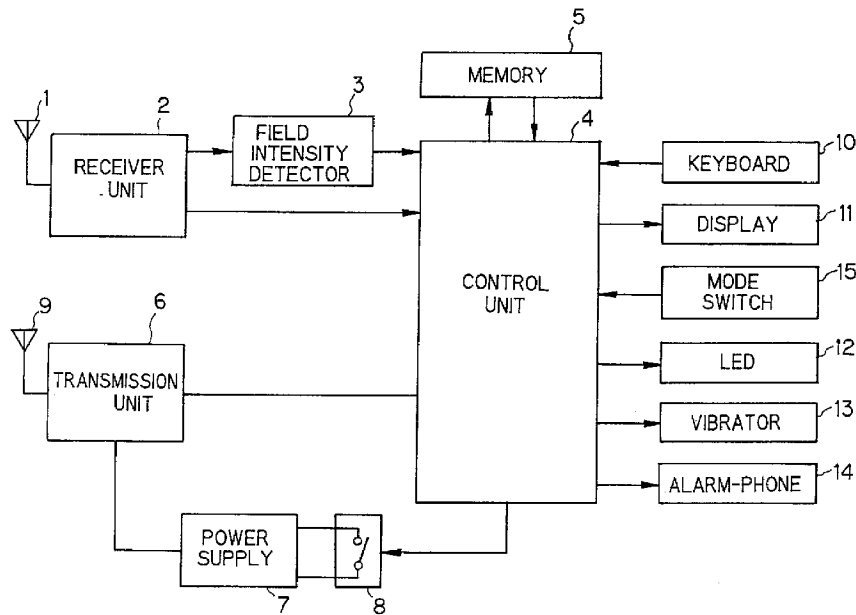 5
MEMORY
1
2
3
4
RECEIVER
UNIT
FIELD
INTENSITY
DETECTOR
KEYBOARD
10
DISPLAY
11
CONTROL
UNIT
MODE
SWITCH
15
9
6
TRANSMISSION
UNIT
LED
12
VIBRATOR
13
ALARM-PHONE
14
POWER
SUPPLY
7
8